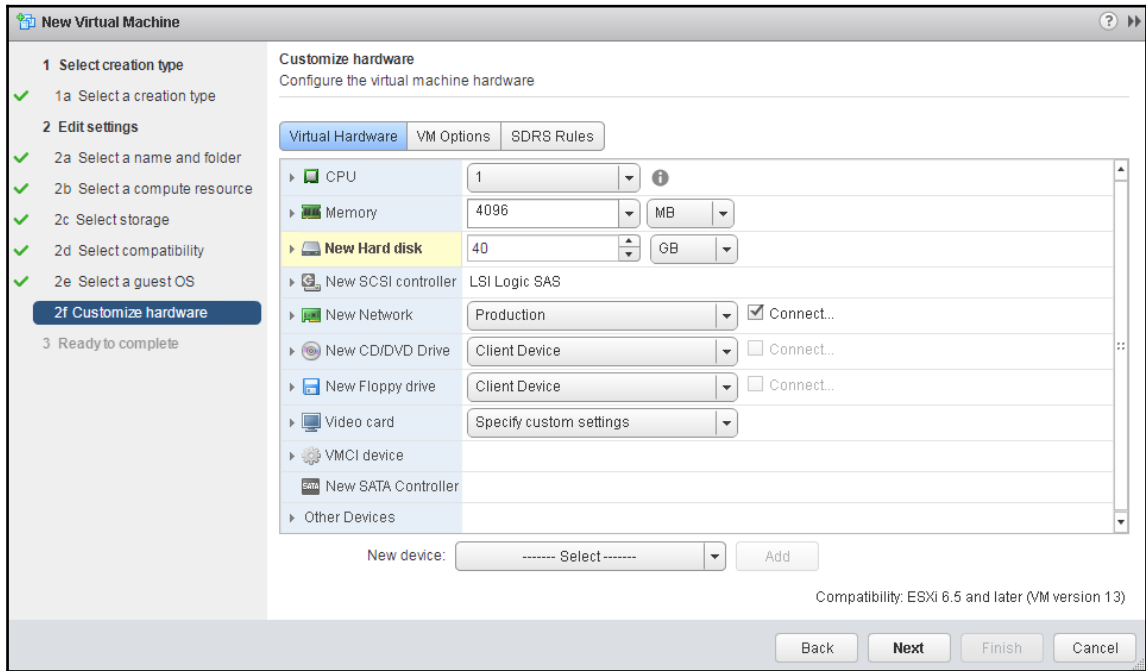 New Virtual Machine
1 Select creation type
1a Select a creation type
2 Edit settings
2a Select a name and folder
2b Select a compute resource
2c Select storage
2d Select compatibility
2e Select a guest OS
2f Customize hardware
3 Ready to complete
Customize hardware
Configure the virtual machine hardware
Virtual Hardware VM Options SDRS Rules
CPU 1
Memory 4096 MB
New Hard disk 40 GB
New SCSI controller LSI Logic SAS
New Network Production Connect...
New CD/DVD Drive Client Device Connect...
New Floppy drive Client Device Connect...
Video card Specify custom settings
VMCI device
SATA New SATA Controller
Other Devices
New device: ------- Select ------- Add
Compatibility: ESXi 6.5 and later (VM version 13)
Back Next Finish Cancel